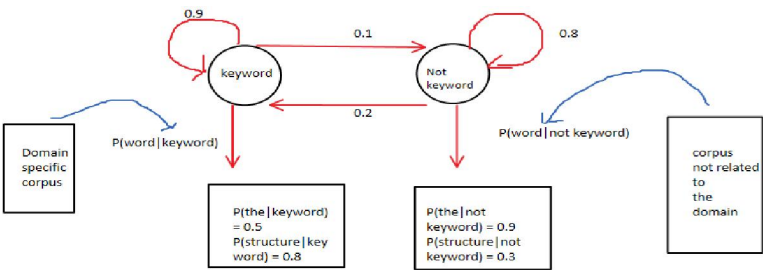 0.9
0.1
0.8
keyword
Not
keyword
0.2
P(word|keyword)
P(word|not keyword)
Domain
specific
corpus
corpus
not related
to
the
domain
P(the|keyword)
= 0.5
P(structure|key
word) = 0.8
P(the|not
keyword) = 0.9
P(structure|not
keyword) = 0.3